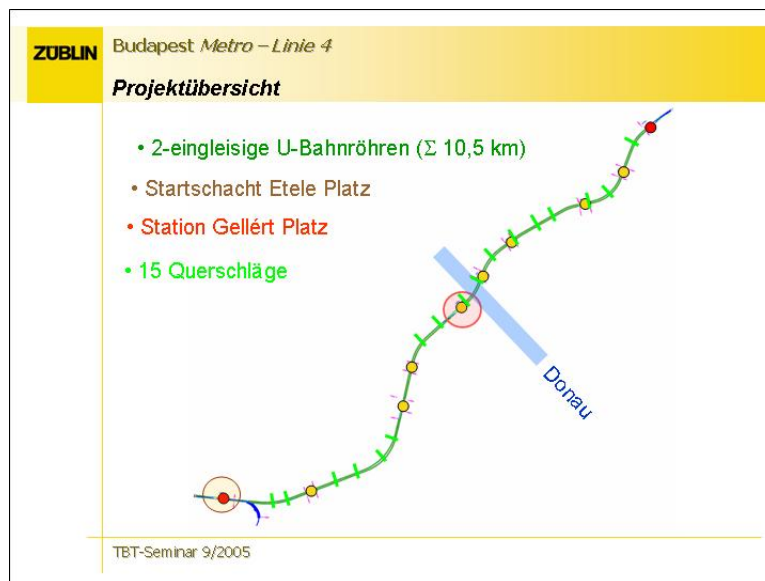 ZÜBLIN
Budapest Metro – Linie 4
Projektübersicht
• 2-eingleisige U-Bahnröhren (Σ 10,5 km)
• Startschacht Etele Platz
• Station Gellért Platz
• 15 Querschläge
Donau
TBT-Seminar 9/2005